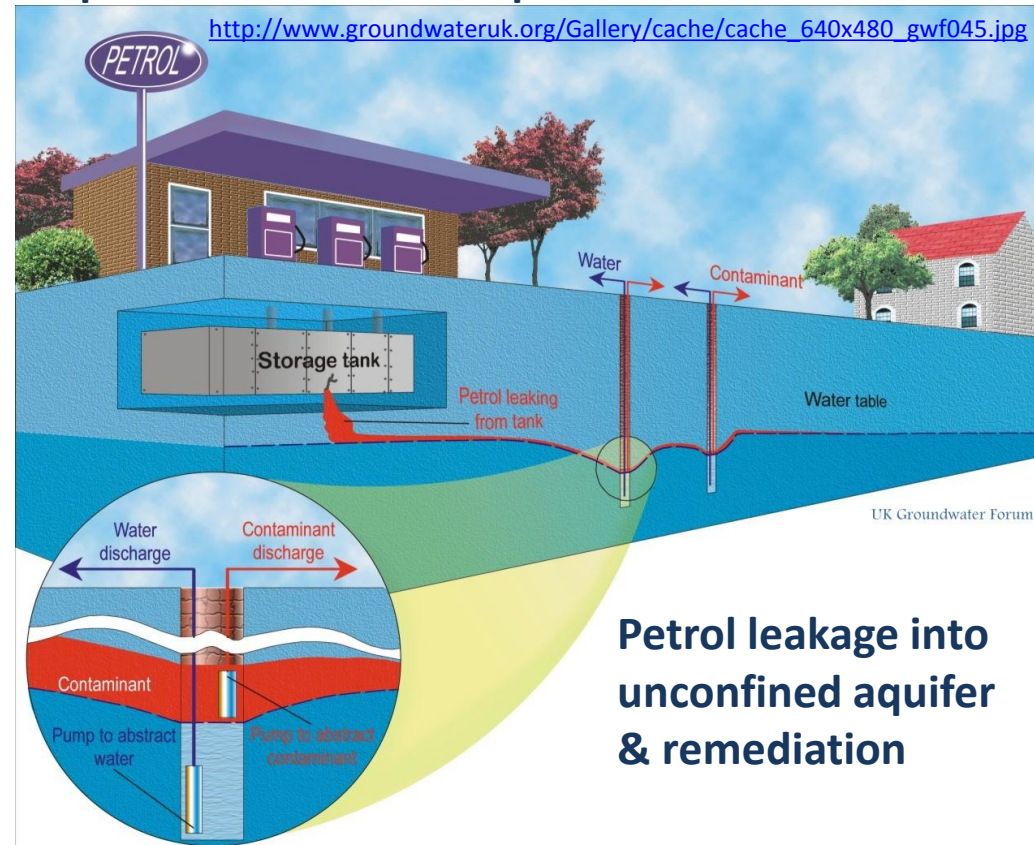 http://www.groundwateruk.org/Gallery/cache/cache_640x480_gwf045.jpg
PETROL
Water
Contaminant
Storage tank
Petrol leaking
from tank
Water table
UK Groundwater Forum
Water
discharge
Contaminant
discharge
Contaminant
Pump to abstract
water
Pump to abstract
contaminant
Petrol leakage into
unconfined aquifer
& remediation